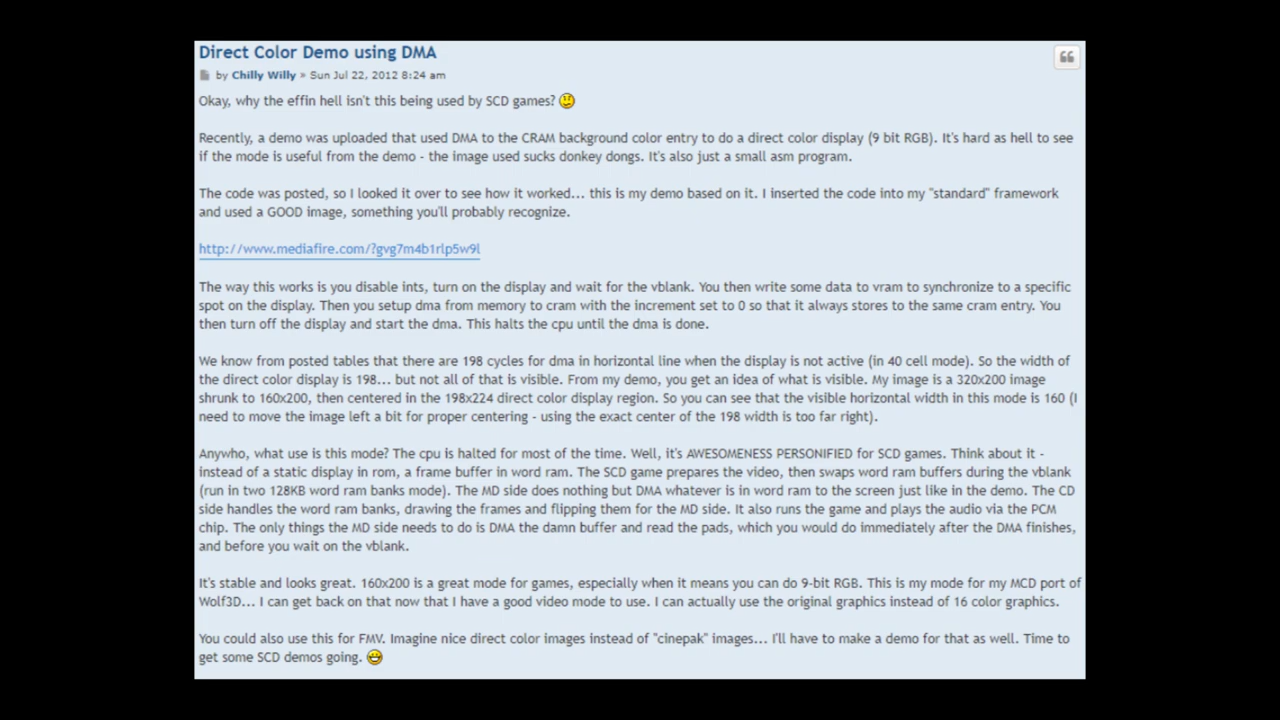 Direct Color Demo using DMA
by Chilly Willy » Sun Jul 22, 2012 8:24 am
Okay, why the effin hell isn't this being used by SCD games?
Recently, a demo was uploaded that used DMA to the CRAM background color entry to do a direct color display (9 bit RGB). It's hard as hell to see
if the mode is useful from the demo - the image used sucks donkey dongs. It's also just a small asm program.
The code was posted, so I looked it over to see how it worked... this is my demo based on it. I inserted the code into my "standard" framework
and used a GOOD image, something you'll probably recognize.
http://www.mediafire.com/?gvg7m4b1rlp5w9l
The way this works is you disable ints, turn on the display and wait for the vblank. You then write some data to vram to synchronize to a specific
spot on the display. Then you setup dma from memory to cram with the increment set to 0 so that it always stores to the same cram entry. You
then turn off the display and start the dma. This halts the cpu until the dma is done.
We know from posted tables that there are 198 cycles for dma in horizontal line when the display is not active (in 40 cell mode). So the width of
the direct color display is 198... but not all of that is visible. From my demo, you get an idea of what is visible. My image is a 320x200 image
shrunk to 160x200, then centered in the 198x224 direct color display region. So you can see that the visible horizontal width in this mode is 160 (I
need to move the image left a bit for proper centering - using the exact center of the 198 width is too far right).
Anywho, what use is this mode? The cpu is halted for most of the time. Well, it's AWESOMENESS PERSONIFIED for SCD games. Think about it -
instead of a static display in rom, a frame buffer in word ram. The SCD game prepares the video, then swaps word ram buffers during the vblank
(run in two 128KB word ram banks mode). The MD side does nothing but DMA whatever is in word ram to the screen just like in the demo. The CD
side handles the word ram banks, drawing the frames and flipping them for the MD side. It also runs the game and plays the audio via the PCM
chip. The only things the MD side needs to do is DMA the damn buffer and read the pads, which you would do immediately after the DMA finishes,
and before you wait on the vblank.
It's stable and looks great. 160x200 is a great mode for games, especially when it means you can do 9-bit RGB. This is my mode for my MCD port of
Wolf3D... I can get back on that now that I have a good video mode to use. I can actually use the original graphics instead of 16 color graphics.
You could also use this for FMV. Imagine nice direct color images instead of "cinepak" images... I'll have to make a demo for that as well. Time to
get some SCD demos going.